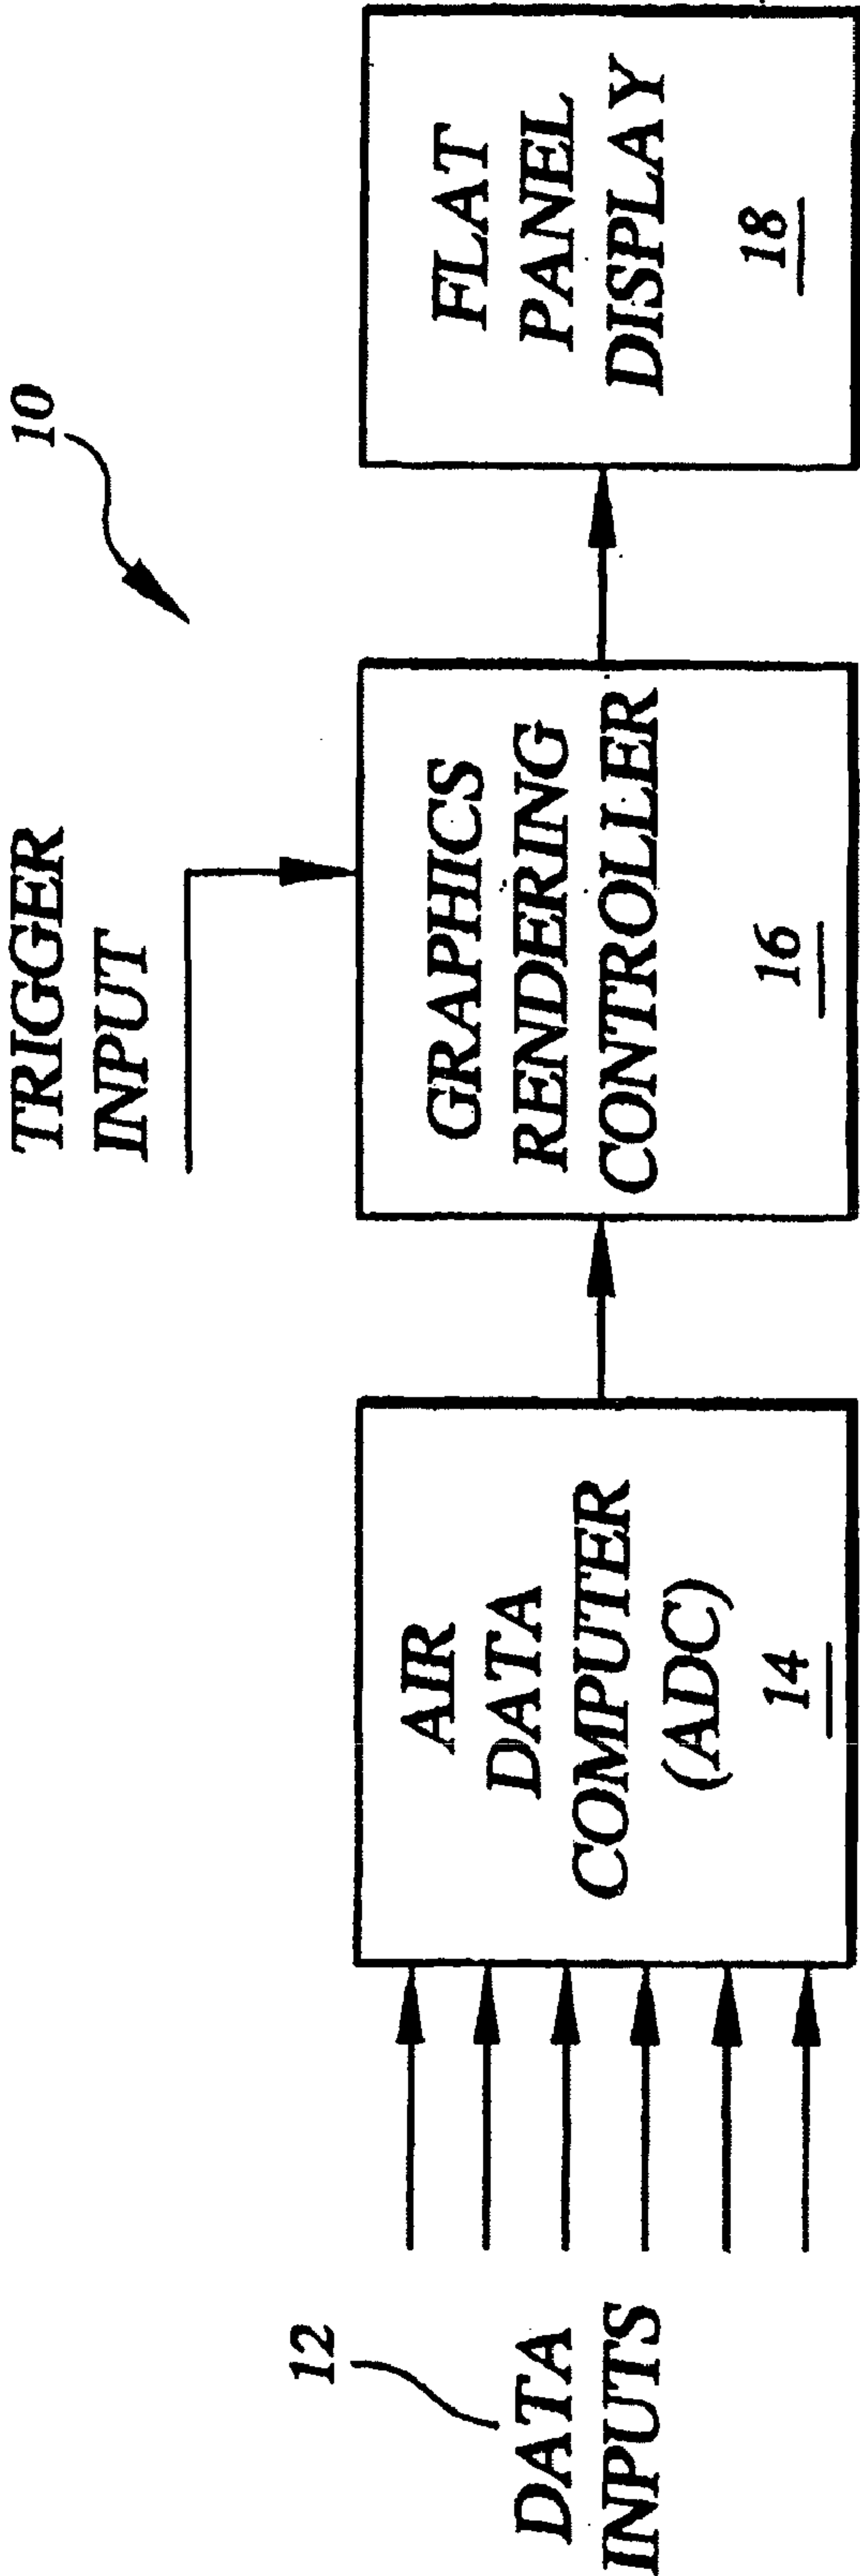 10
TRIGGER
INPUT
12
DATA
INPUTS
AIR
DATA
COMPUTER
(ADC)
14
GRAPHICS
RENDERING
CONTROLLER
16
FLAT
PANEL
DISPLAY
18